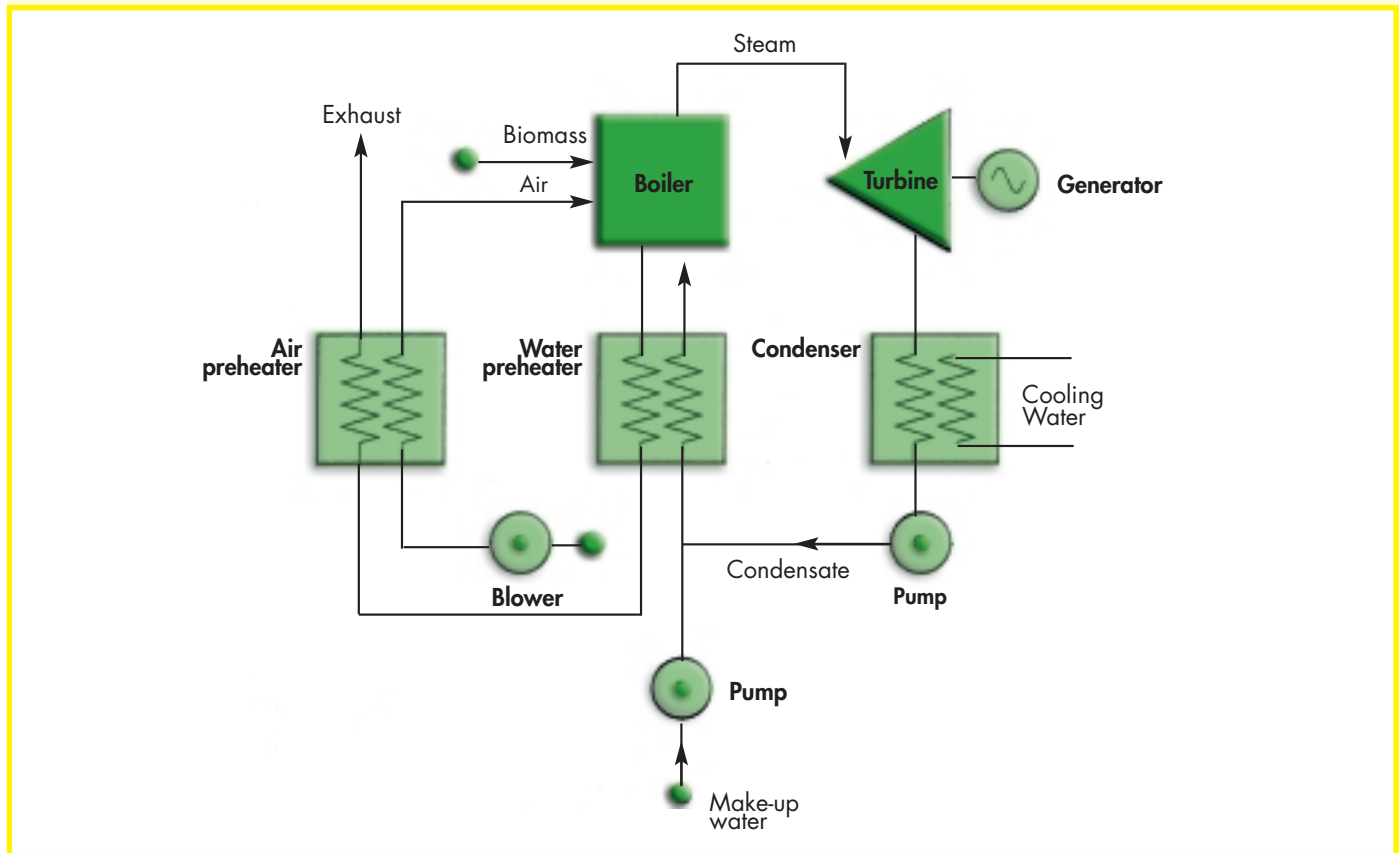 Steam
Exhaust
Biomass
Air
Boiler
Turbine
Generator
Air
preheater
Water
preheater
Condenser
Cooling
Water
Blower
Condensate
Pump
Pump
Make-up
water